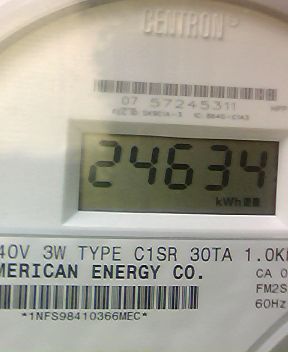 CENTRON
07 57245311
24634
kWh
40V 3W TYPE C1SR 30TA 1.0K
MERICAN ENERGY CO.
CA 0
FM2S
60Hz
*1NFS98410366MEC*